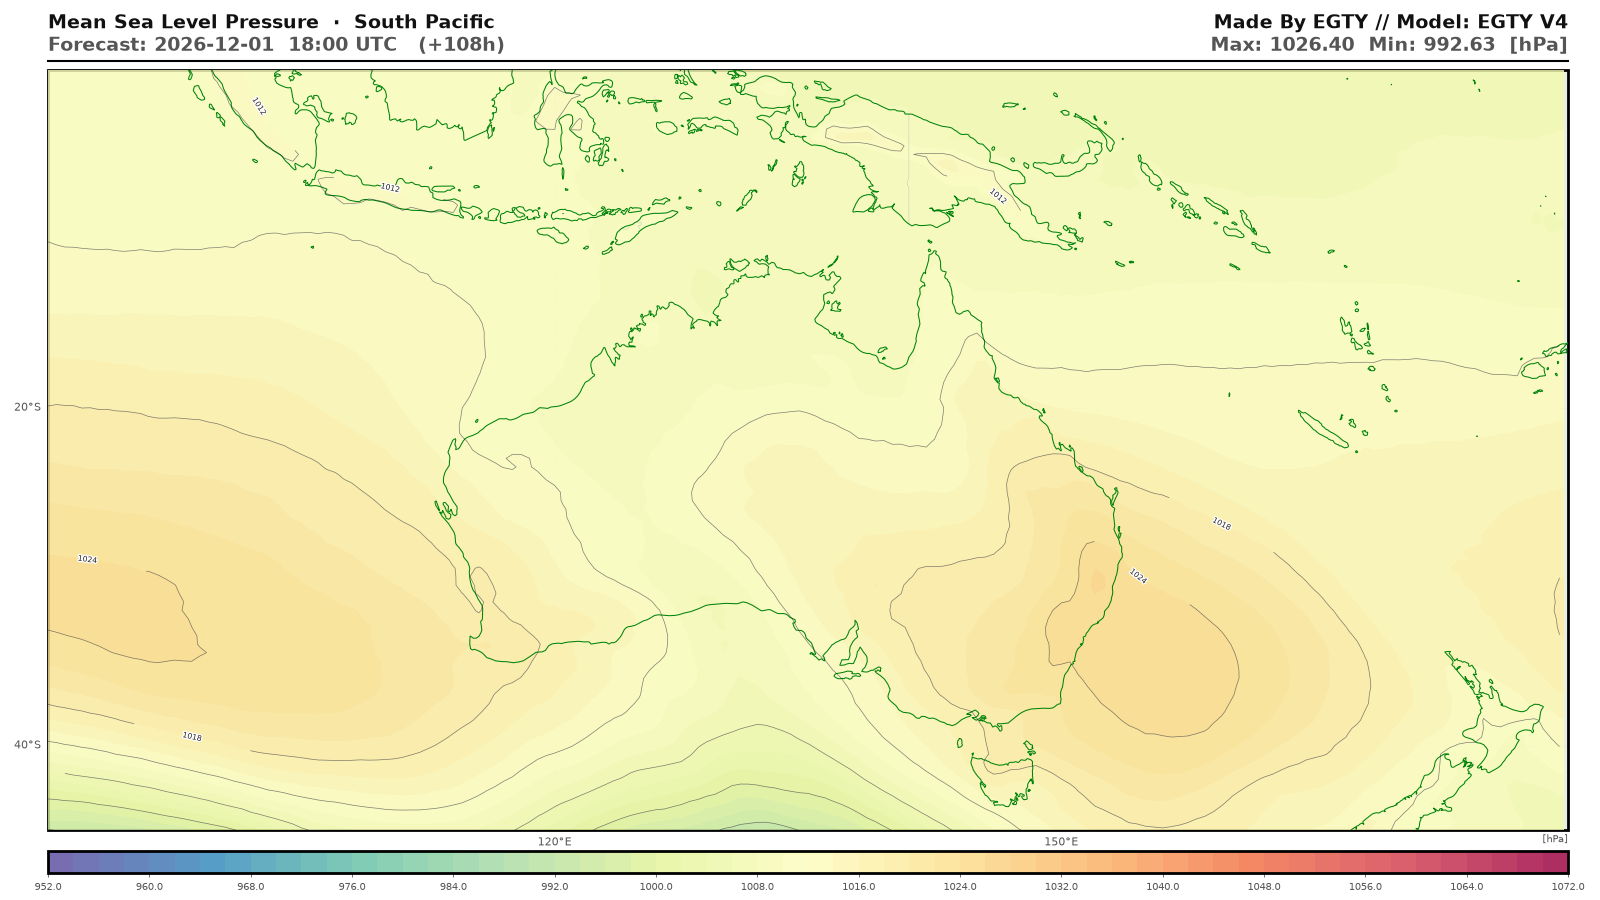 Mean Sea Level Pressure · South Pacific
Made By EGTY // Model: EGTY V4
Forecast: 2026-12-01 18:00 UTC (+108h)
Max: 1026.40 Min: 992.63 [hPa]
1012
1012
1012
20°S
1018
1024
1024
1018
40°S
120°E
150°E
[hPa]
952.0
960.0
968.0
976.0
984.0
992.0
1000.0
1008.0
1016.0
1024.0
1032.0
1040.0
1048.0
1056.0
1064.0
1072.0